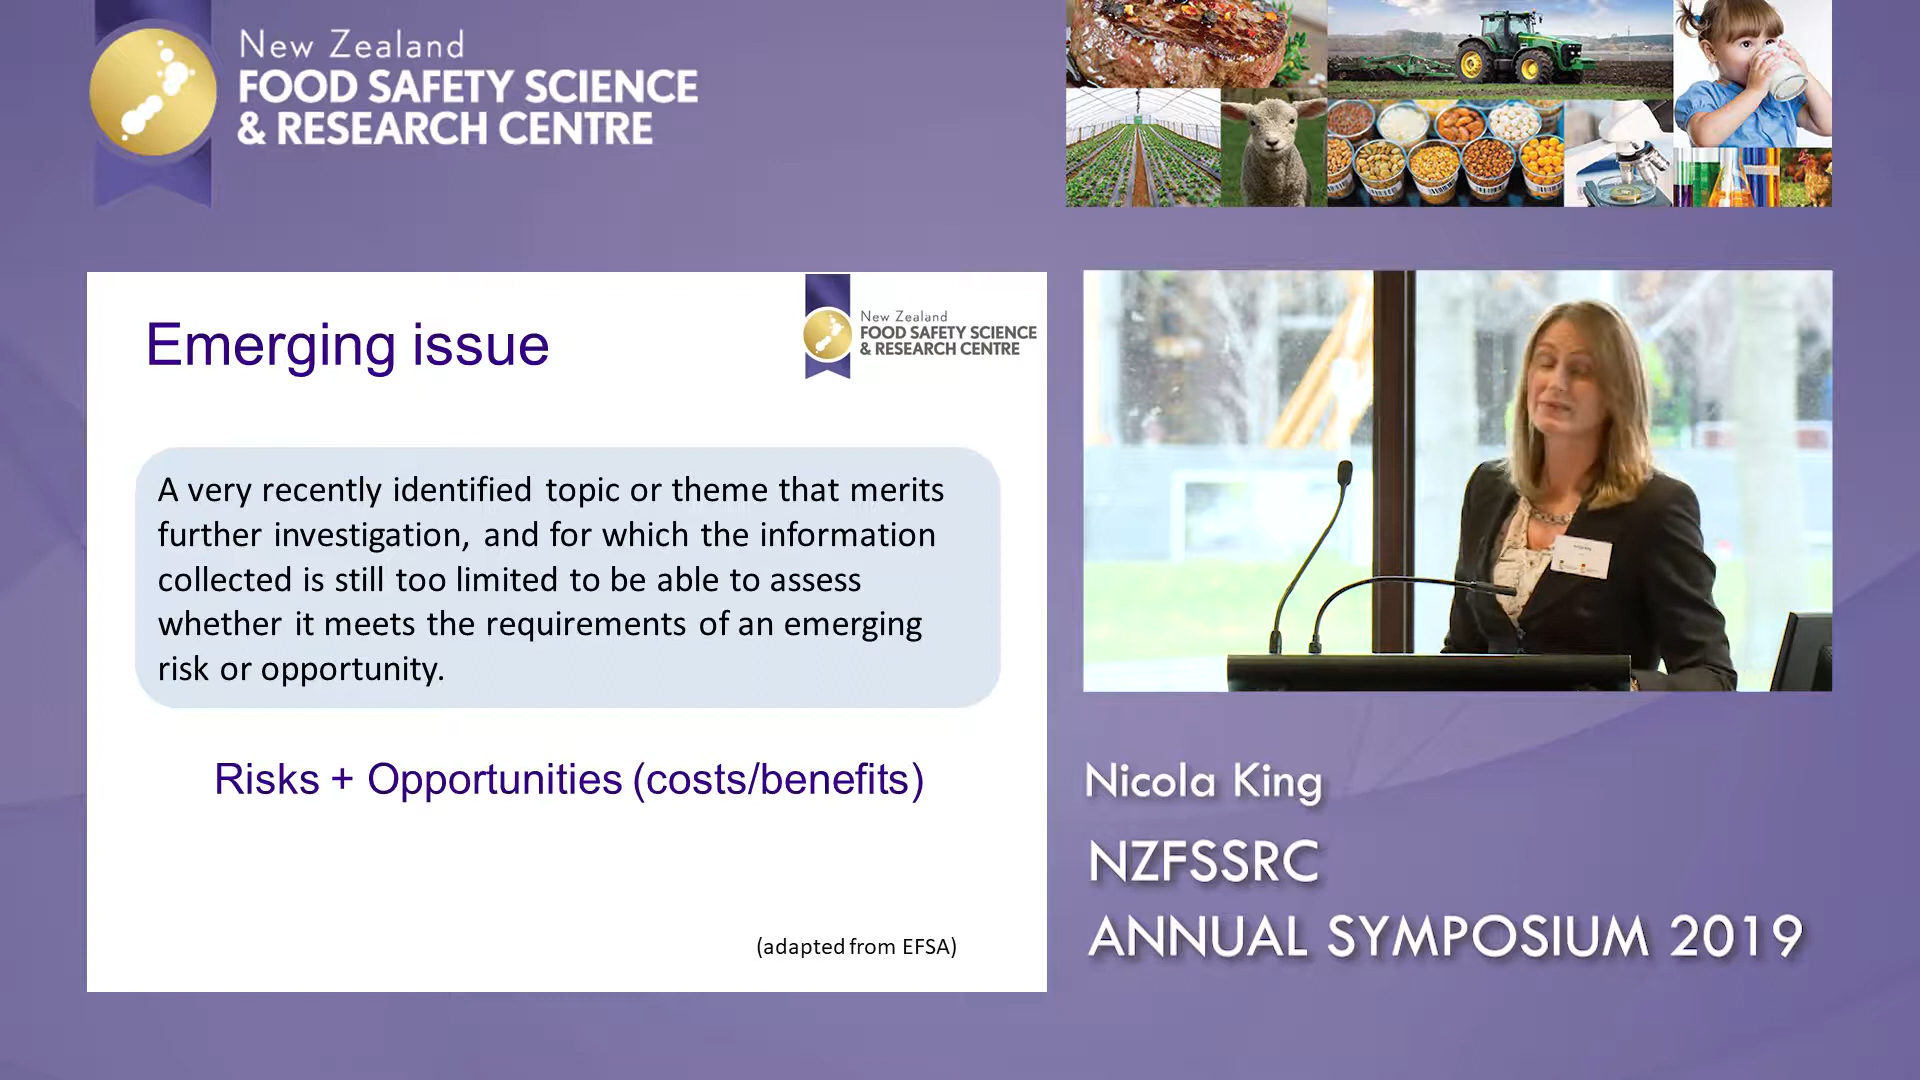 New Zealand
FOOD SAFETY SCIENCE
& RESEARCH CENTRE
Emerging issue
New Zealand
FOOD SAFETY SCIENCE
& RESEARCH CENTRE
A very recently identified topic or theme that merits
further investigation, and for which the information
collected is still too limited to be able to assess
whether it meets the requirements of an emerging
risk or opportunity.
Risks + Opportunities (costs/benefits)
(adapted from EFSA)
Nicola King
NZFSSRC
ANNUAL SYMPOSIUM 2019